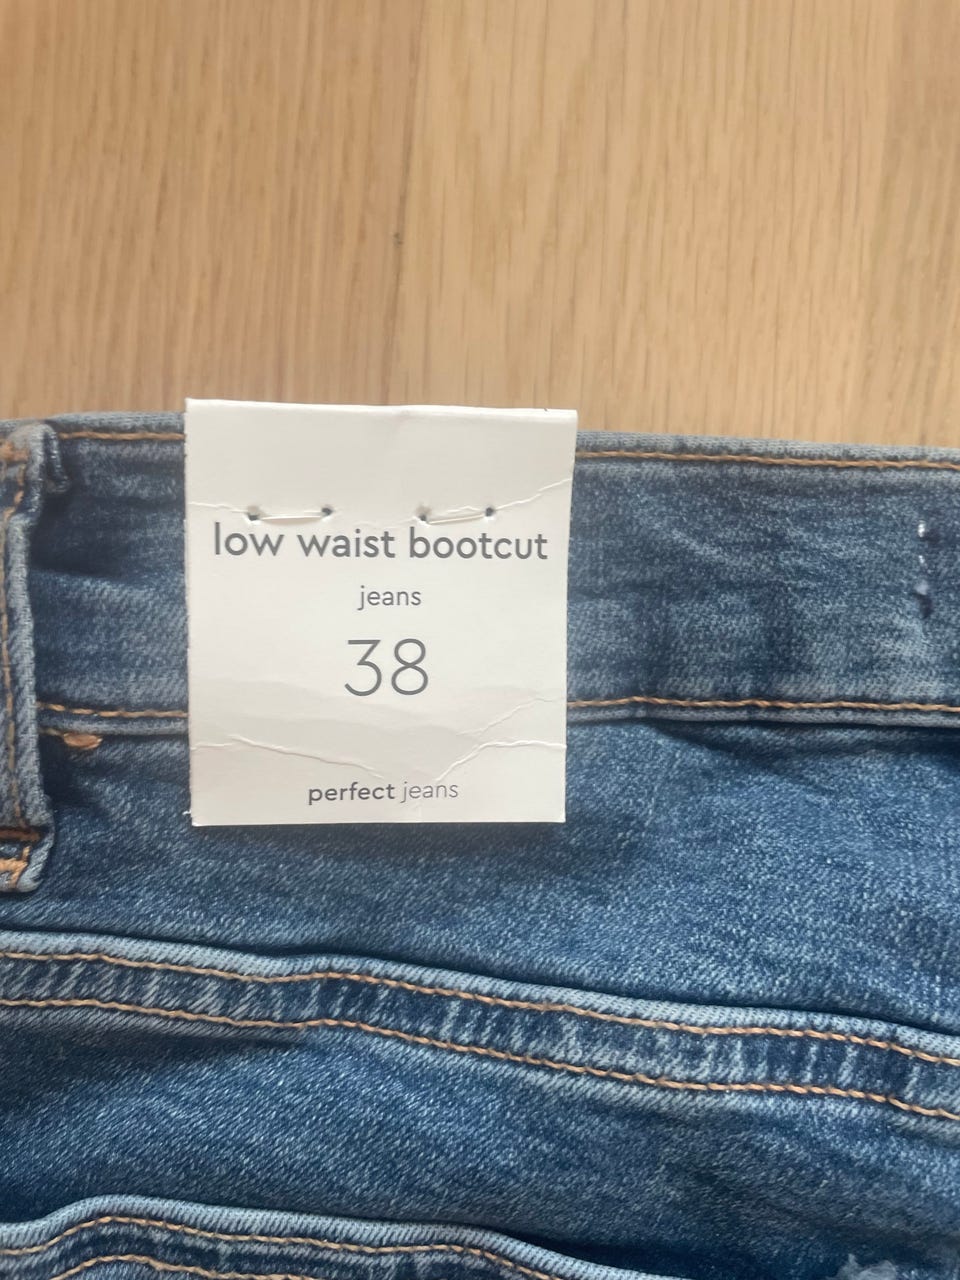 low waist bootcut
jeans
38
perfect jeans